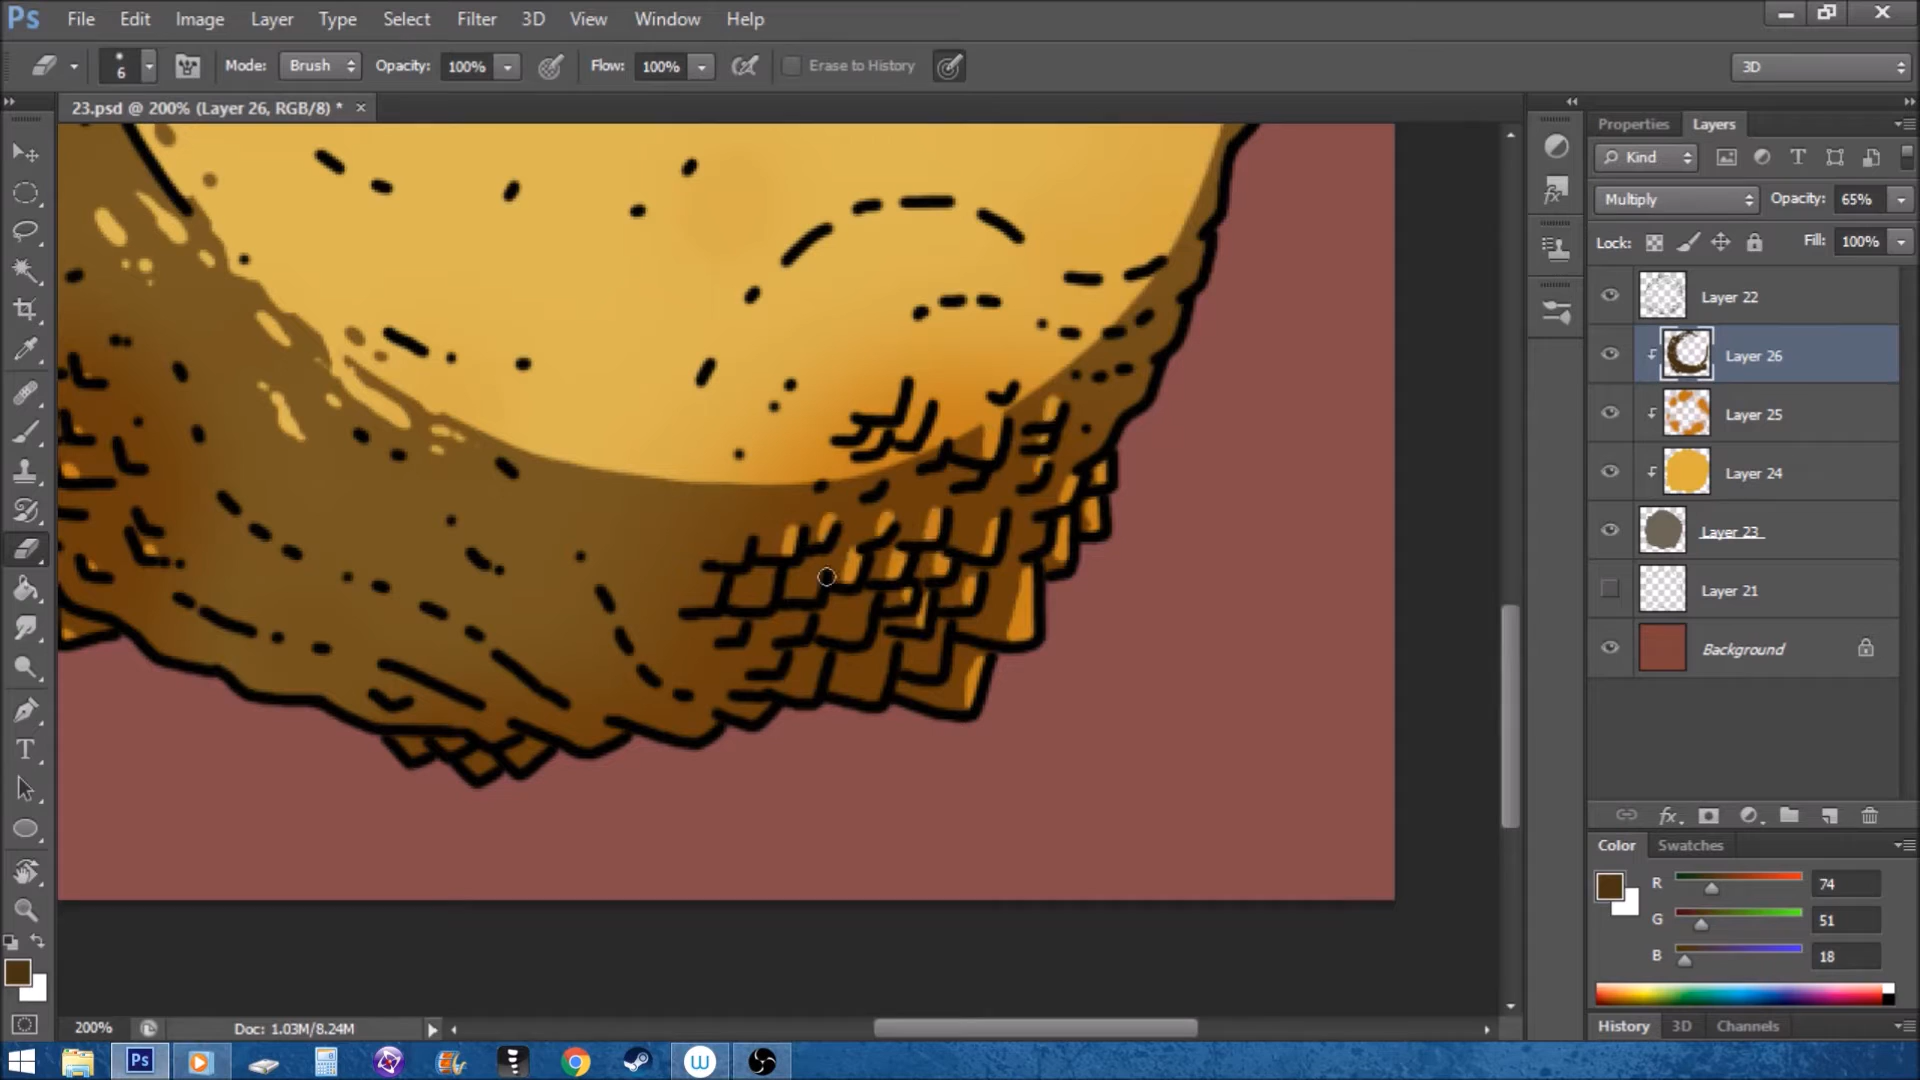 Ps File Edit Image Layer Type Select Filter 3D View Window Help
6 Mode: Brush Opacity: 100% Flow: 100% Erase to History 3D
23.psd @ 200% (Layer 26, RGB/8) *
Properties Layers
Kind
Multiply Opacity: 65%
Lock: Fill: 100%
Layer 22
Layer 26
Layer 25
Layer 24
Layer 23
Layer 21
Background
fx
Color Swatches
R 74
G 51
B 18
200% Doc: 1.03M/8.24M
History 3D Channels
Ps